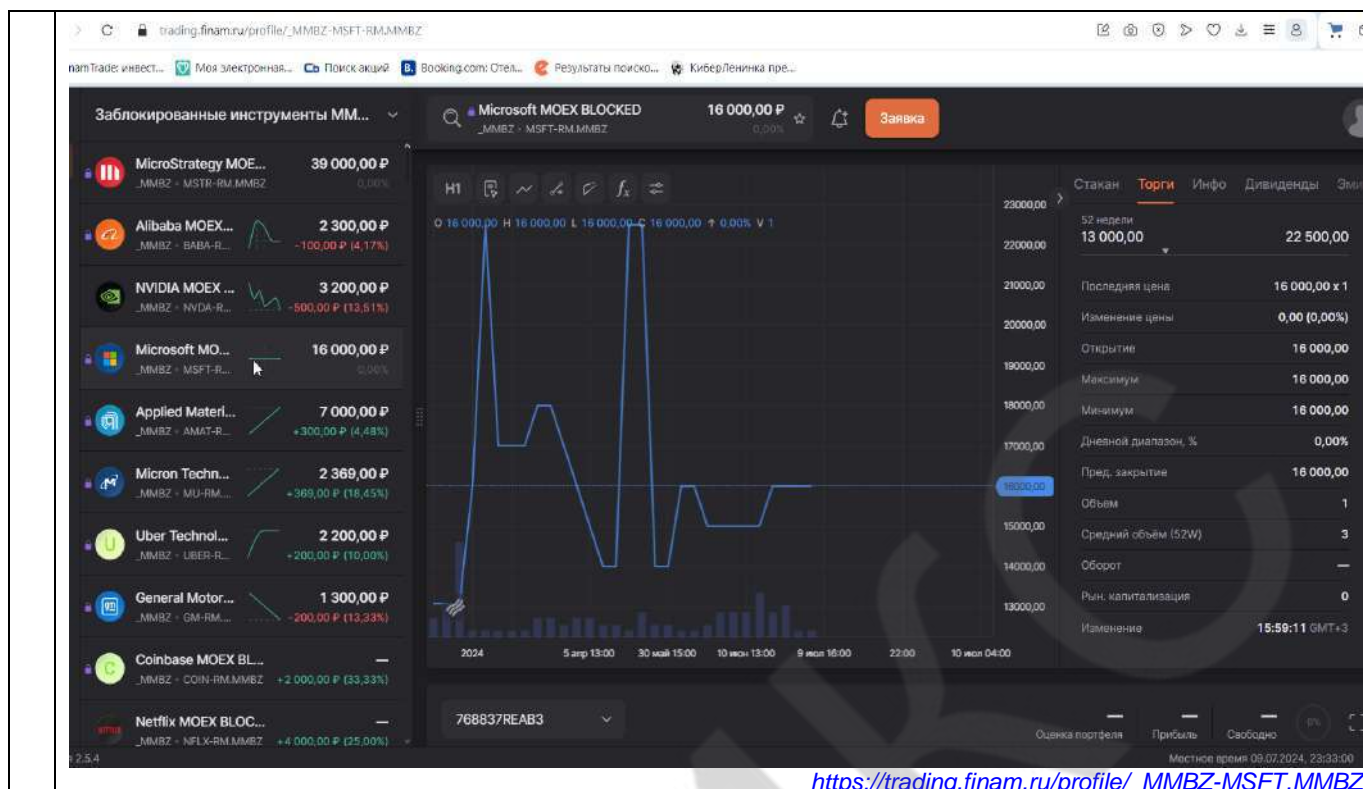 trading.finam.ru/profile/_MMBZ-MSFT-RM.MMBZ
namTrade: инвест... Моя электронная... Поиск акций Booking.com: Отел... Результаты поиско... КиберЛенинка пре...
Заблокированные инструменты ММ...
Microsoft MOEX BLOCKED 16 000,00 ₽
_MMBZ • MSFT-RM.MMBZ 0,00%
Заявка
MicroStrategy MOE... 39 000,00 ₽
_MMBZ • MSTR-RM.MMBZ 0,00%
Alibaba MOEX... 2 300,00 ₽
_MMBZ • BABA-R... -100,00 ₽ (4,17%)
NVIDIA MOEX ... 3 200,00 ₽
_MMBZ • NVDA-R... -500,00 ₽ (13,51%)
Microsoft MO... 16 000,00 ₽
_MMBZ • MSFT-R... 0,00%
Applied Materi... 7 000,00 ₽
_MMBZ • AMAT-R... +300,00 ₽ (4,48%)
Micron Techn... 2 369,00 ₽
_MMBZ • MU-RM.... +369,00 ₽ (18,45%)
Uber Technol... 2 200,00 ₽
_MMBZ • UBER-R... +200,00 ₽ (10,00%)
General Motor... 1 300,00 ₽
_MMBZ • GM-RM.... -200,00 ₽ (13,33%)
Coinbase MOEX BL... —
_MMBZ • COIN-RM.MMBZ +2 000,00 ₽ (33,33%)
Netflix MOEX BLOC... —
_MMBZ • NFLX-RM.MMBZ +4 000,00 ₽ (25,00%)
H1
O 16 000,00 H 16 000,00 L 16 000,00 C 16 000,00 ↑ 0,00% V 1
23000,00
22000,00
21000,00
20000,00
19000,00
18000,00
17000,00
16000,00
15000,00
14000,00
13000,00
2024 5 апр 13:00 30 май 15:00 10 июн 13:00 9 июл 16:00 22:00 10 июл 04:00
Стакан Торги Инфо Дивиденды Эми
52 недели
13 000,00 22 500,00
Последняя цена 16 000,00 x 1
Изменение цены 0,00 (0,00%)
Открытие 16 000,00
Максимум 16 000,00
Минимум 16 000,00
Дневной диапазон, % 0,00%
Пред. закрытие 16 000,00
Объем 1
Средний объём (52W) 3
Оборот —
Рын. капитализация 0
Изменение 15:59:11 GMT+3
768837REAB3
— — — 0%
Оценка портфеля Прибыль Свободно
2.5.4
Местное время 09.07.2024, 23:33:00
https://trading.finam.ru/profile/_MMBZ-MSFT.MMBZ